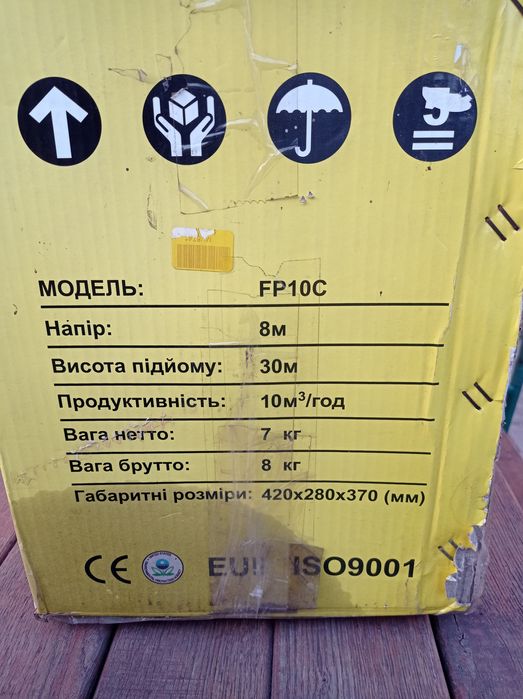 МОДЕЛЬ: FP10C
Напір: 8м
Висота підйому: 30м
Продуктивність: 10м³/год
Вага нетто: 7 кг
Вага брутто: 8 кг
Габаритні розміри: 420х280х370 (мм)
CE ISO9001